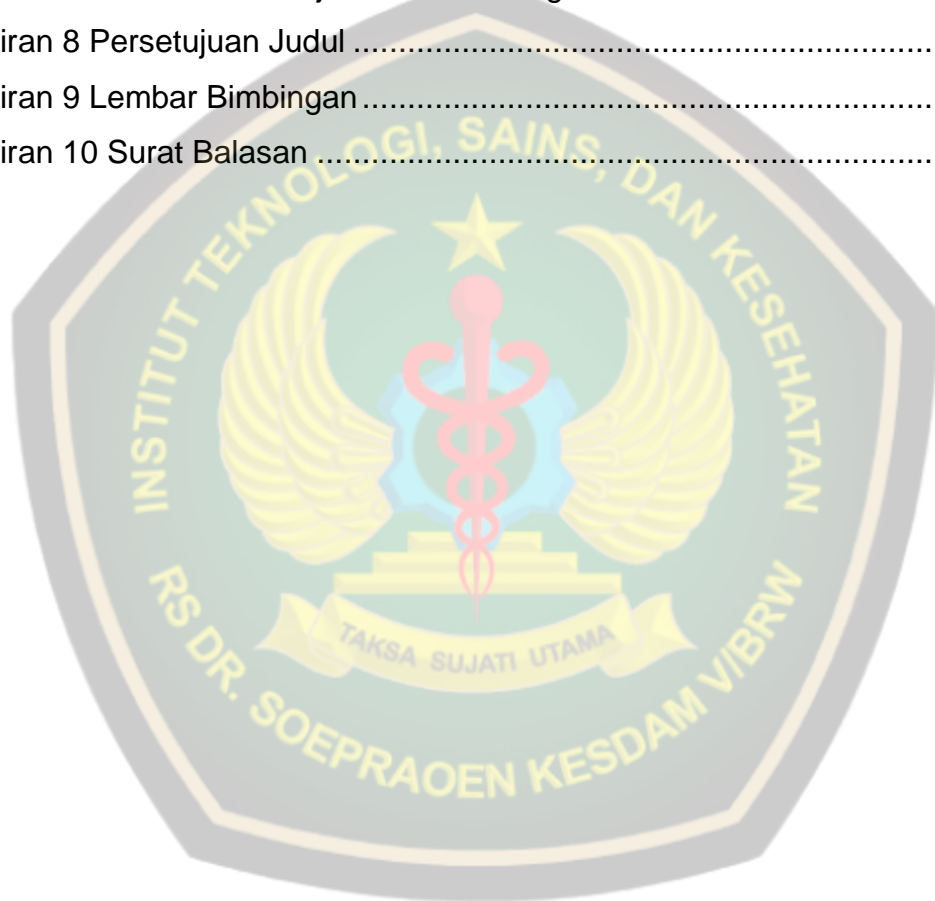 iran 8 Persetujuan Judul ................................................................
iran 9 Lembar Bimbingan ...............................................................
iran 10 Surat Balasan ....................................................................
INSTITUT TEKNOLOGI, SAINS, DAN KESEHATAN
TAKSA SUJATI UTAMA
RS DR. SOEPRAOEN KESDAM V/BRW